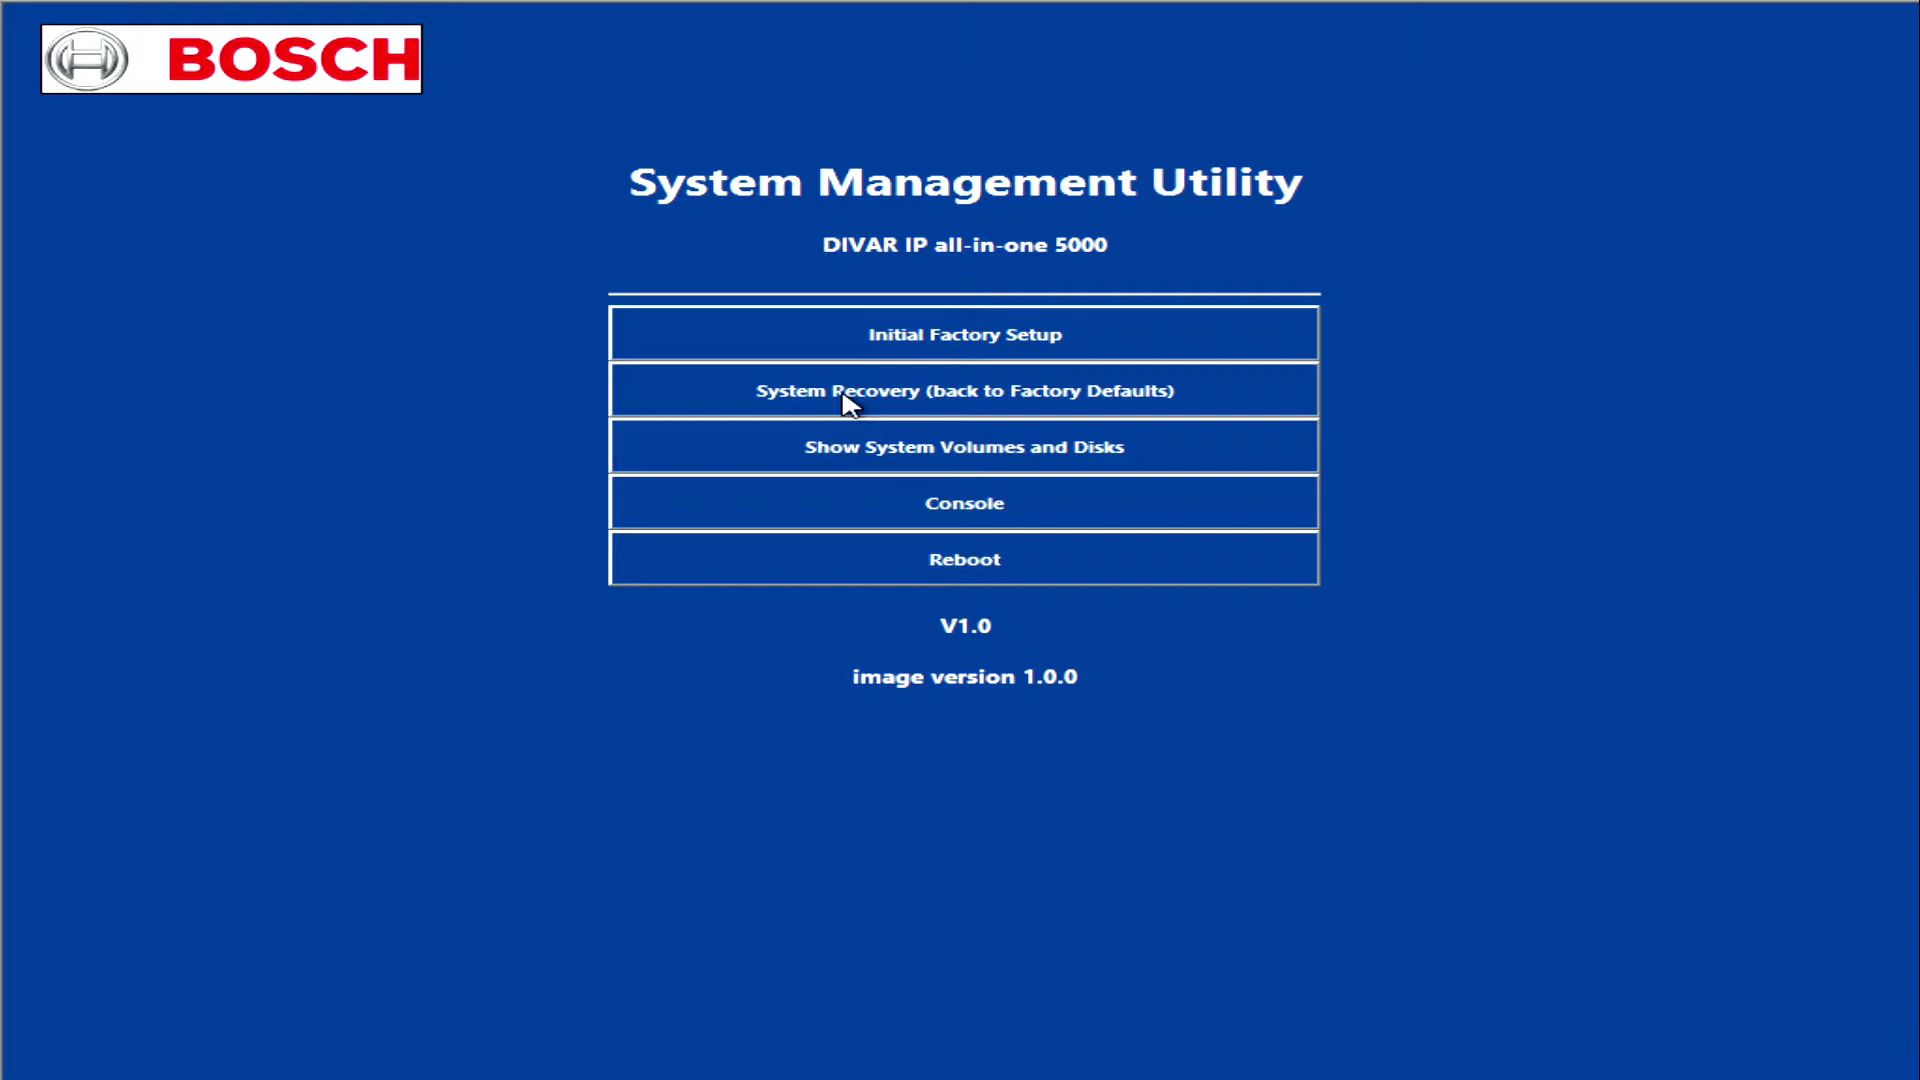 BOSCH
System Management Utility
DIVAR IP all-in-one 5000
Initial Factory Setup
System Recovery (back to Factory Defaults)
Show System Volumes and Disks
Console
Reboot
V1.0
image version 1.0.0